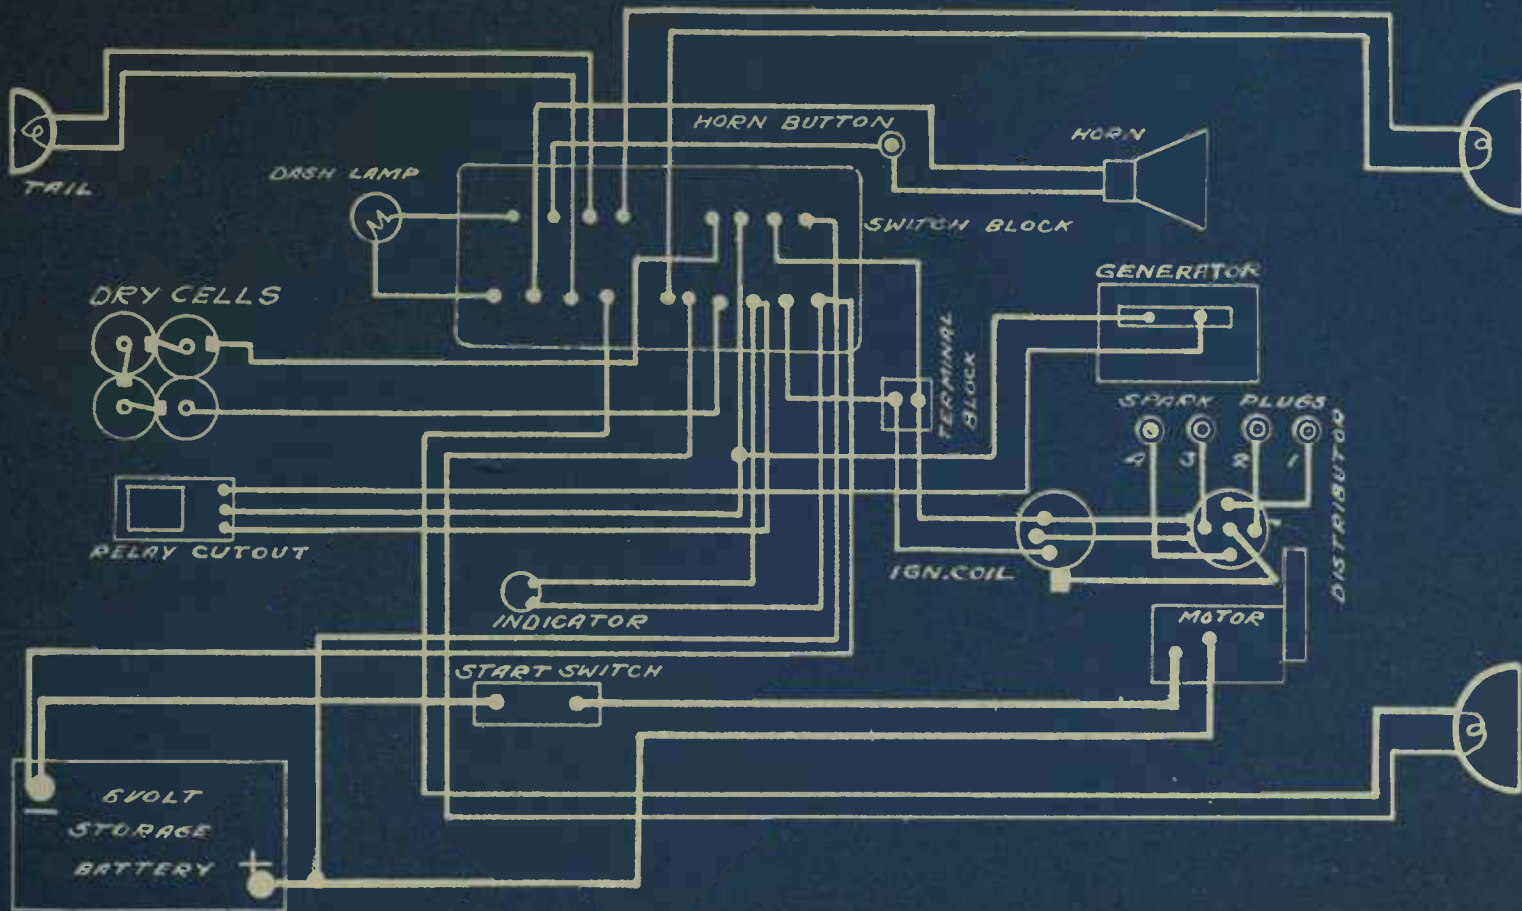 HORN BUTTON
HORN
TAIL
DASH LAMP
SWITCH BLOCK
GENERATOR
DRY CELLS
TERMINAL
BLOCK
SPARK PLUGS
4 3 2 1
DISTRIBUTOR
RELAY CUTOUT
IGN. COIL
INDICATOR
MOTOR
START SWITCH
6 VOLT
STORAGE
BATTERY
−
+